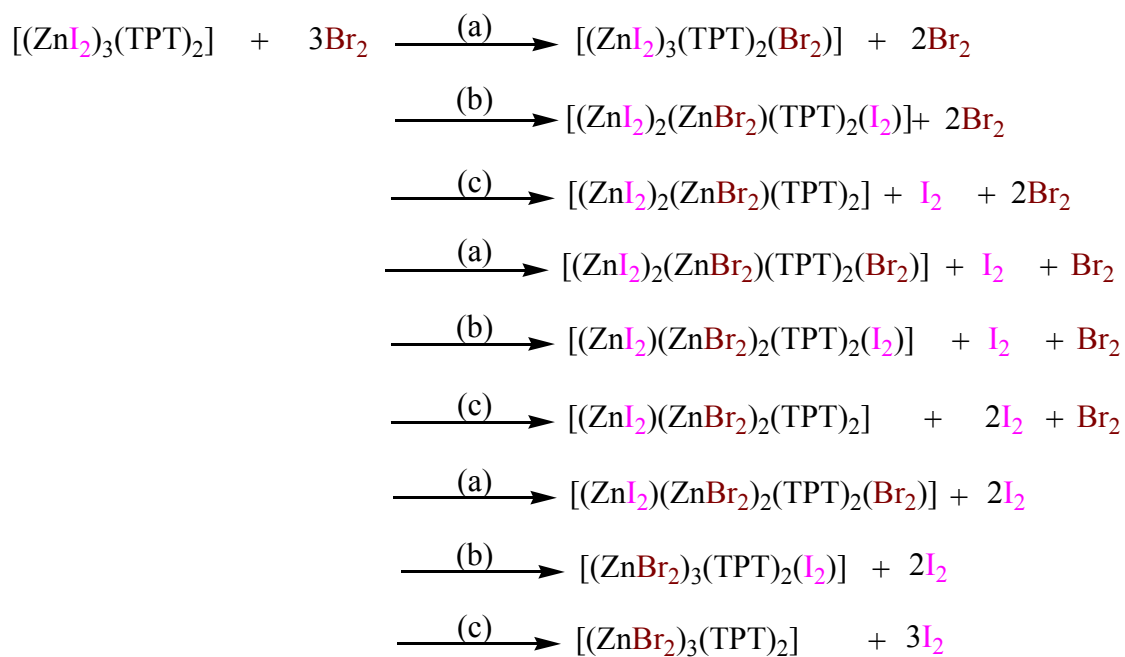 [(ZnI₂)₃(TPT)₂] + 3Br₂ (a) [(ZnI₂)₃(TPT)₂(Br₂)] + 2Br₂
(b) [(ZnI₂)₂(ZnBr₂)(TPT)₂(I₂)]+ 2Br₂
(c) [(ZnI₂)₂(ZnBr₂)(TPT)₂] + I₂ + 2Br₂
(a) [(ZnI₂)₂(ZnBr₂)(TPT)₂(Br₂)] + I₂ + Br₂
(b) [(ZnI₂)(ZnBr₂)₂(TPT)₂(I₂)] + I₂ + Br₂
(c) [(ZnI₂)(ZnBr₂)₂(TPT)₂] + 2I₂ + Br₂
(a) [(ZnI₂)(ZnBr₂)₂(TPT)₂(Br₂)] + 2I₂
(b) [(ZnBr₂)₃(TPT)₂(I₂)] + 2I₂
(c) [(ZnBr₂)₃(TPT)₂] + 3I₂